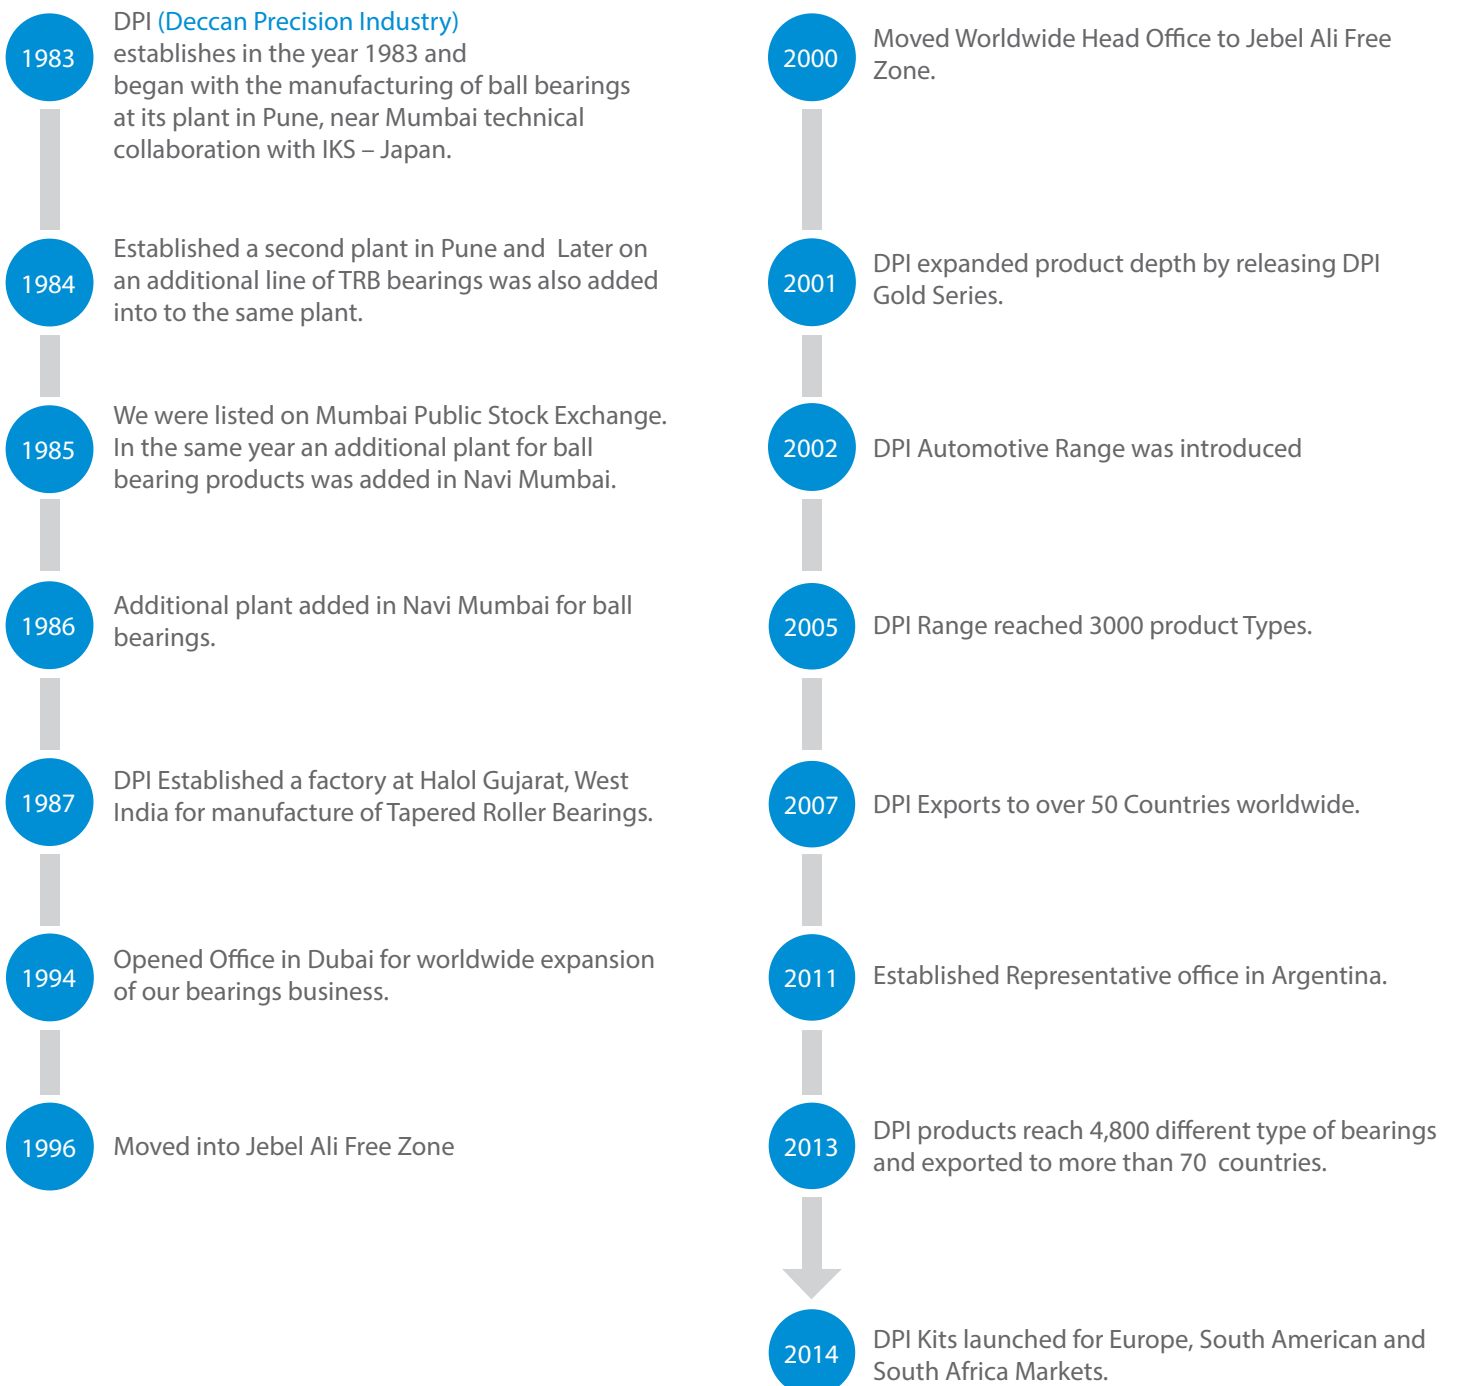 1983
DPI (Deccan Precision Industry)
establishes in the year 1983 and
began with the manufacturing of ball bearings
at its plant in Pune, near Mumbai technical
collaboration with IKS – Japan.
1984
Established a second plant in Pune and  Later on
an additional line of TRB bearings was also added
into to the same plant.
1985
We were listed on Mumbai Public Stock Exchange.
In the same year an additional plant for ball
bearing products was added in Navi Mumbai.
1986
Additional plant added in Navi Mumbai for ball
bearings.
1987
DPI Established a factory at Halol Gujarat, West
India for manufacture of Tapered Roller Bearings.
1994
Opened Office in Dubai for worldwide expansion
of our bearings business.
1996
Moved into Jebel Ali Free Zone
2000
Moved Worldwide Head Office to Jebel Ali Free
Zone.
2001
DPI expanded product depth by releasing DPI
Gold Series.
2002
DPI Automotive Range was introduced
2005
DPI Range reached 3000 product Types.
2007
DPI Exports to over 50 Countries worldwide.
2011
Established Representative office in Argentina.
2013
DPI products reach 4,800 different type of bearings
and exported to more than 70  countries.
2014
DPI Kits launched for Europe, South American and
South Africa Markets.